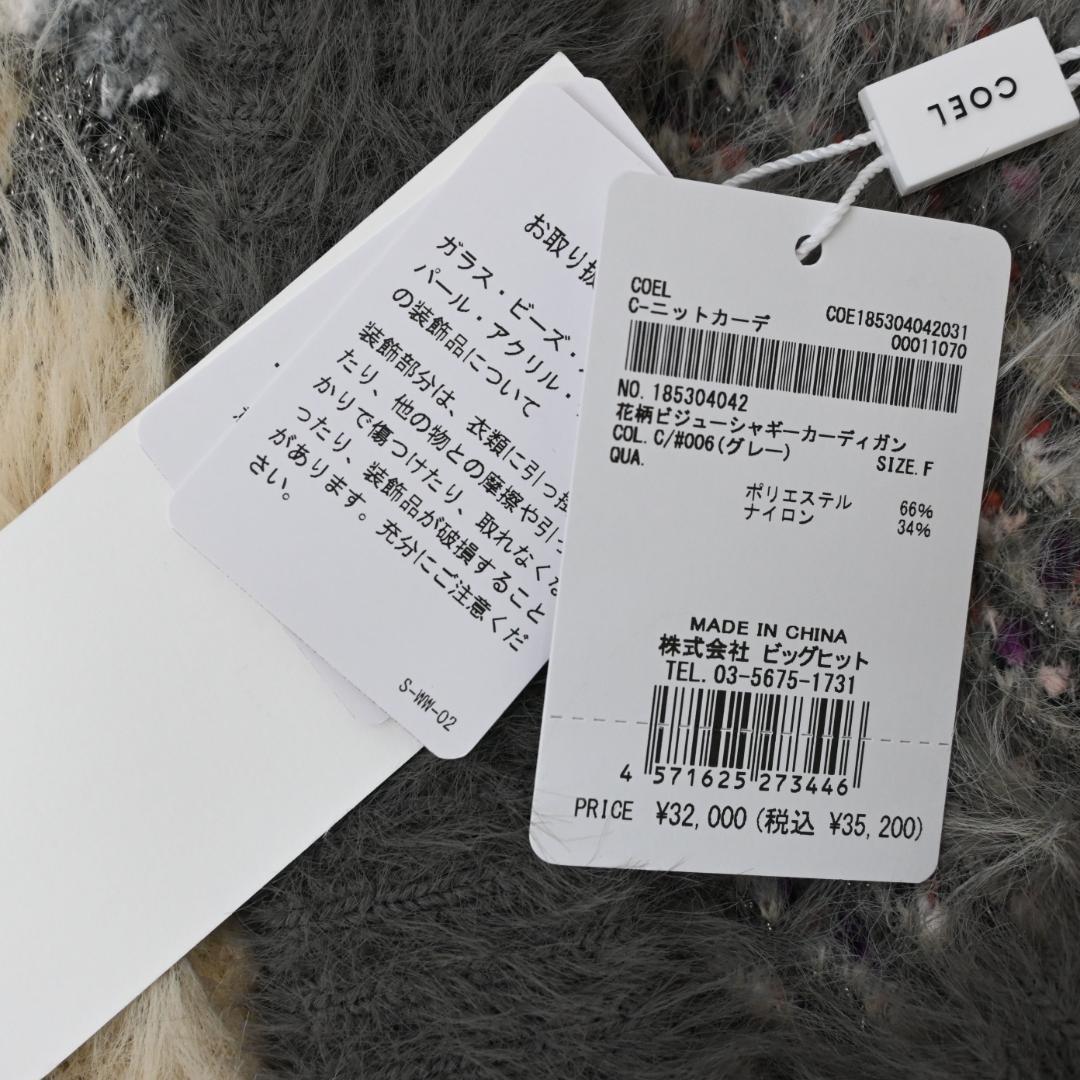 COEL
COEL
C-ニットカーデ
COE185304042031
00011070
NO. 185304042
花柄ビジューシャギーカーディガン
COL. C/#006(グレー)
SIZE. F
QUA.
ポリエステル 66%
ナイロン 34%
MADE IN CHINA
株式会社 ビッグヒット
TEL. 03-5675-1731
4 571625 273446
PRICE ¥32,000 (税込 ¥35,200)
お取り扱
ガラス・ビーズ・
パール・アクリル・
の装飾品について
装飾部分は、衣類に引っ掛
たり、他の物との摩擦や引っ
かりで傷つけたり、取れなくな
ったり、装飾品が破損すること
があります。充分にご注意くだ
さい。
S-WW-02